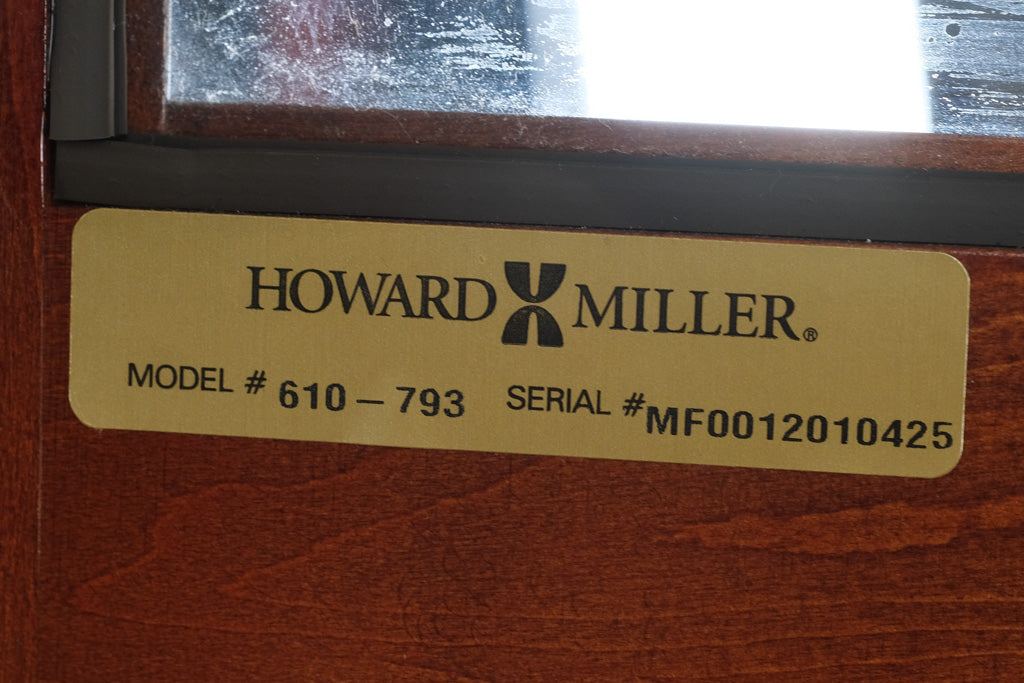 HOWARD MILLER®
MODEL # 610-793 SERIAL #MF0012010425